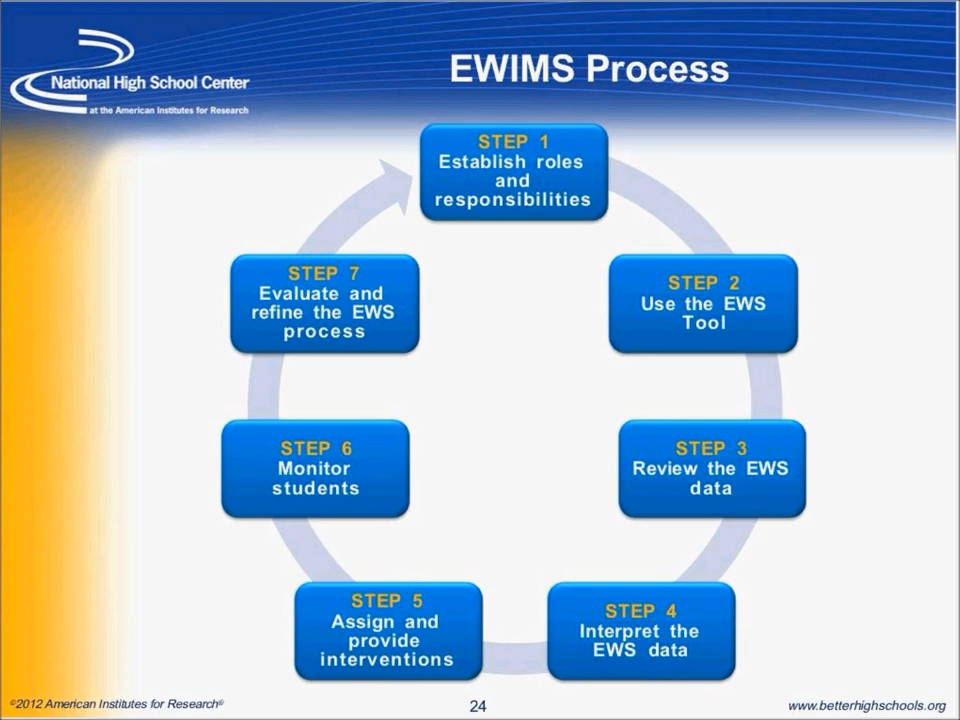 National High School Center
at the American Institutes for Research
EWIMS Process
STEP 1
Establish roles
and
responsibilities
STEP 2
Use the EWS
Tool
STEP 3
Review the EWS
data
STEP 4
Interpret the
EWS data
STEP 5
Assign and
provide
interventions
STEP 6
Monitor
students
STEP 7
Evaluate and
refine the EWS
process
©2012 American Institutes for Research®
24
www.betterhighschools.org